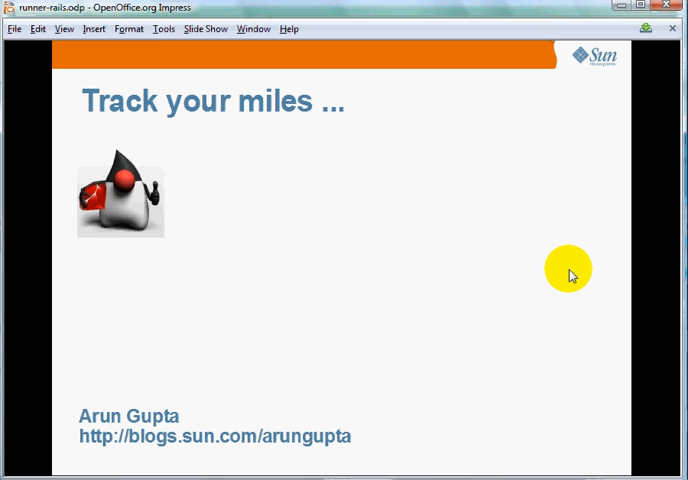 runner-rails.odp - OpenOffice.org Impress
File Edit View Insert Format Tools Slide Show Window Help
Sun
microsystems
Track your miles ...
Arun Gupta
http://blogs.sun.com/arungupta